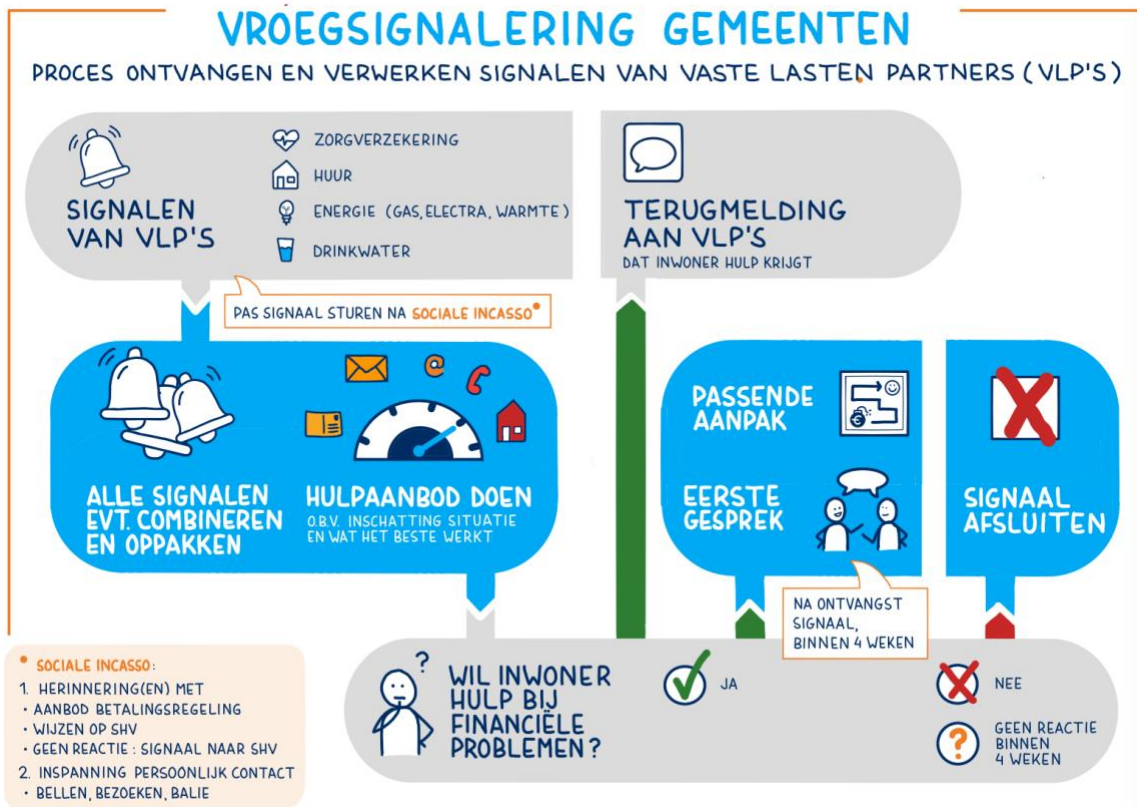 VROEGSIGNALERING GEMEENTEN
PROCES ONTVANGEN EN VERWERKEN SIGNALEN VAN VASTE LASTEN PARTNERS (VLP'S)
SIGNALEN
VAN VLP'S
ZORGVERZEKERING
HUUR
ENERGIE (GAS, ELECTRA, WARMTE)
DRINKWATER
PAS SIGNAAL STUREN NA SOCIALE INCASSO•
TERUGMELDING
AAN VLP'S
DAT INWONER HULP KRIJGT
@
ALLE SIGNALEN
EVT. COMBINEREN
EN OPPAKKEN
HULPAANBOD DOEN
O.B.V. INSCHATTING SITUATIE
EN WAT HET BESTE WERKT
PASSENDE
AANPAK
€
EERSTE
GESPREK
SIGNAAL
AFSLUITEN
NA ONTVANGST
SIGNAAL,
BINNEN 4 WEKEN
?
WIL INWONER
HULP BIJ
FINANCIËLE
PROBLEMEN?
JA
NEE
?
GEEN REACTIE
BINNEN
4 WEKEN
• SOCIALE INCASSO:
1. HERINNERING(EN) MET
• AANBOD BETALINGSREGELING
• WIJZEN OP SHV
• GEEN REACTIE: SIGNAAL NAAR SHV
2. INSPANNING PERSOONLIJK CONTACT
• BELLEN, BEZOEKEN, BALIE